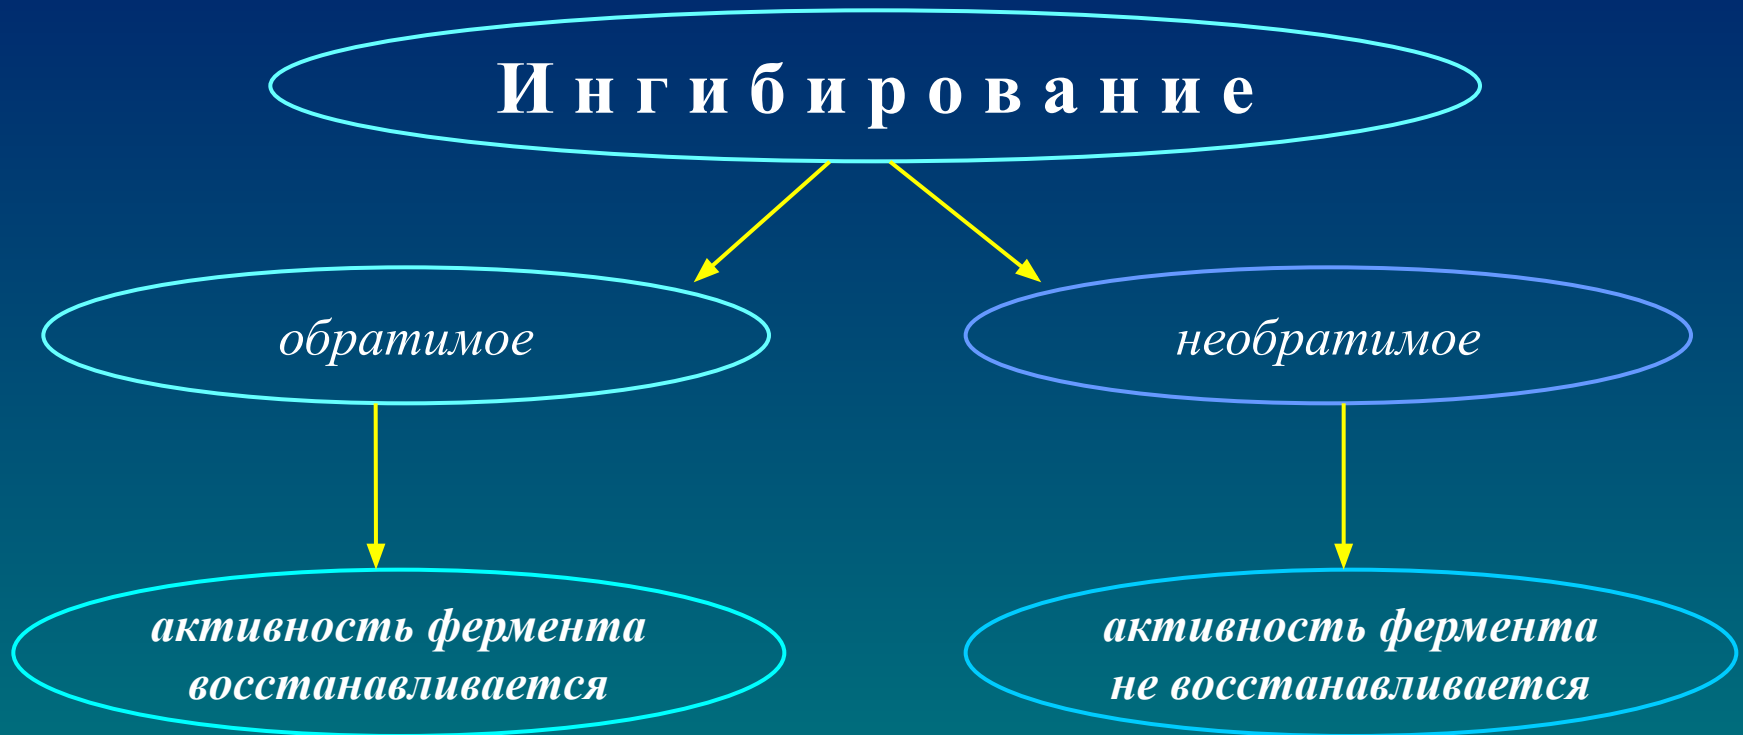 Ингибирование
обратимое
необратимое
активность фермента
восстанавливается
активность фермента
не восстанавливается